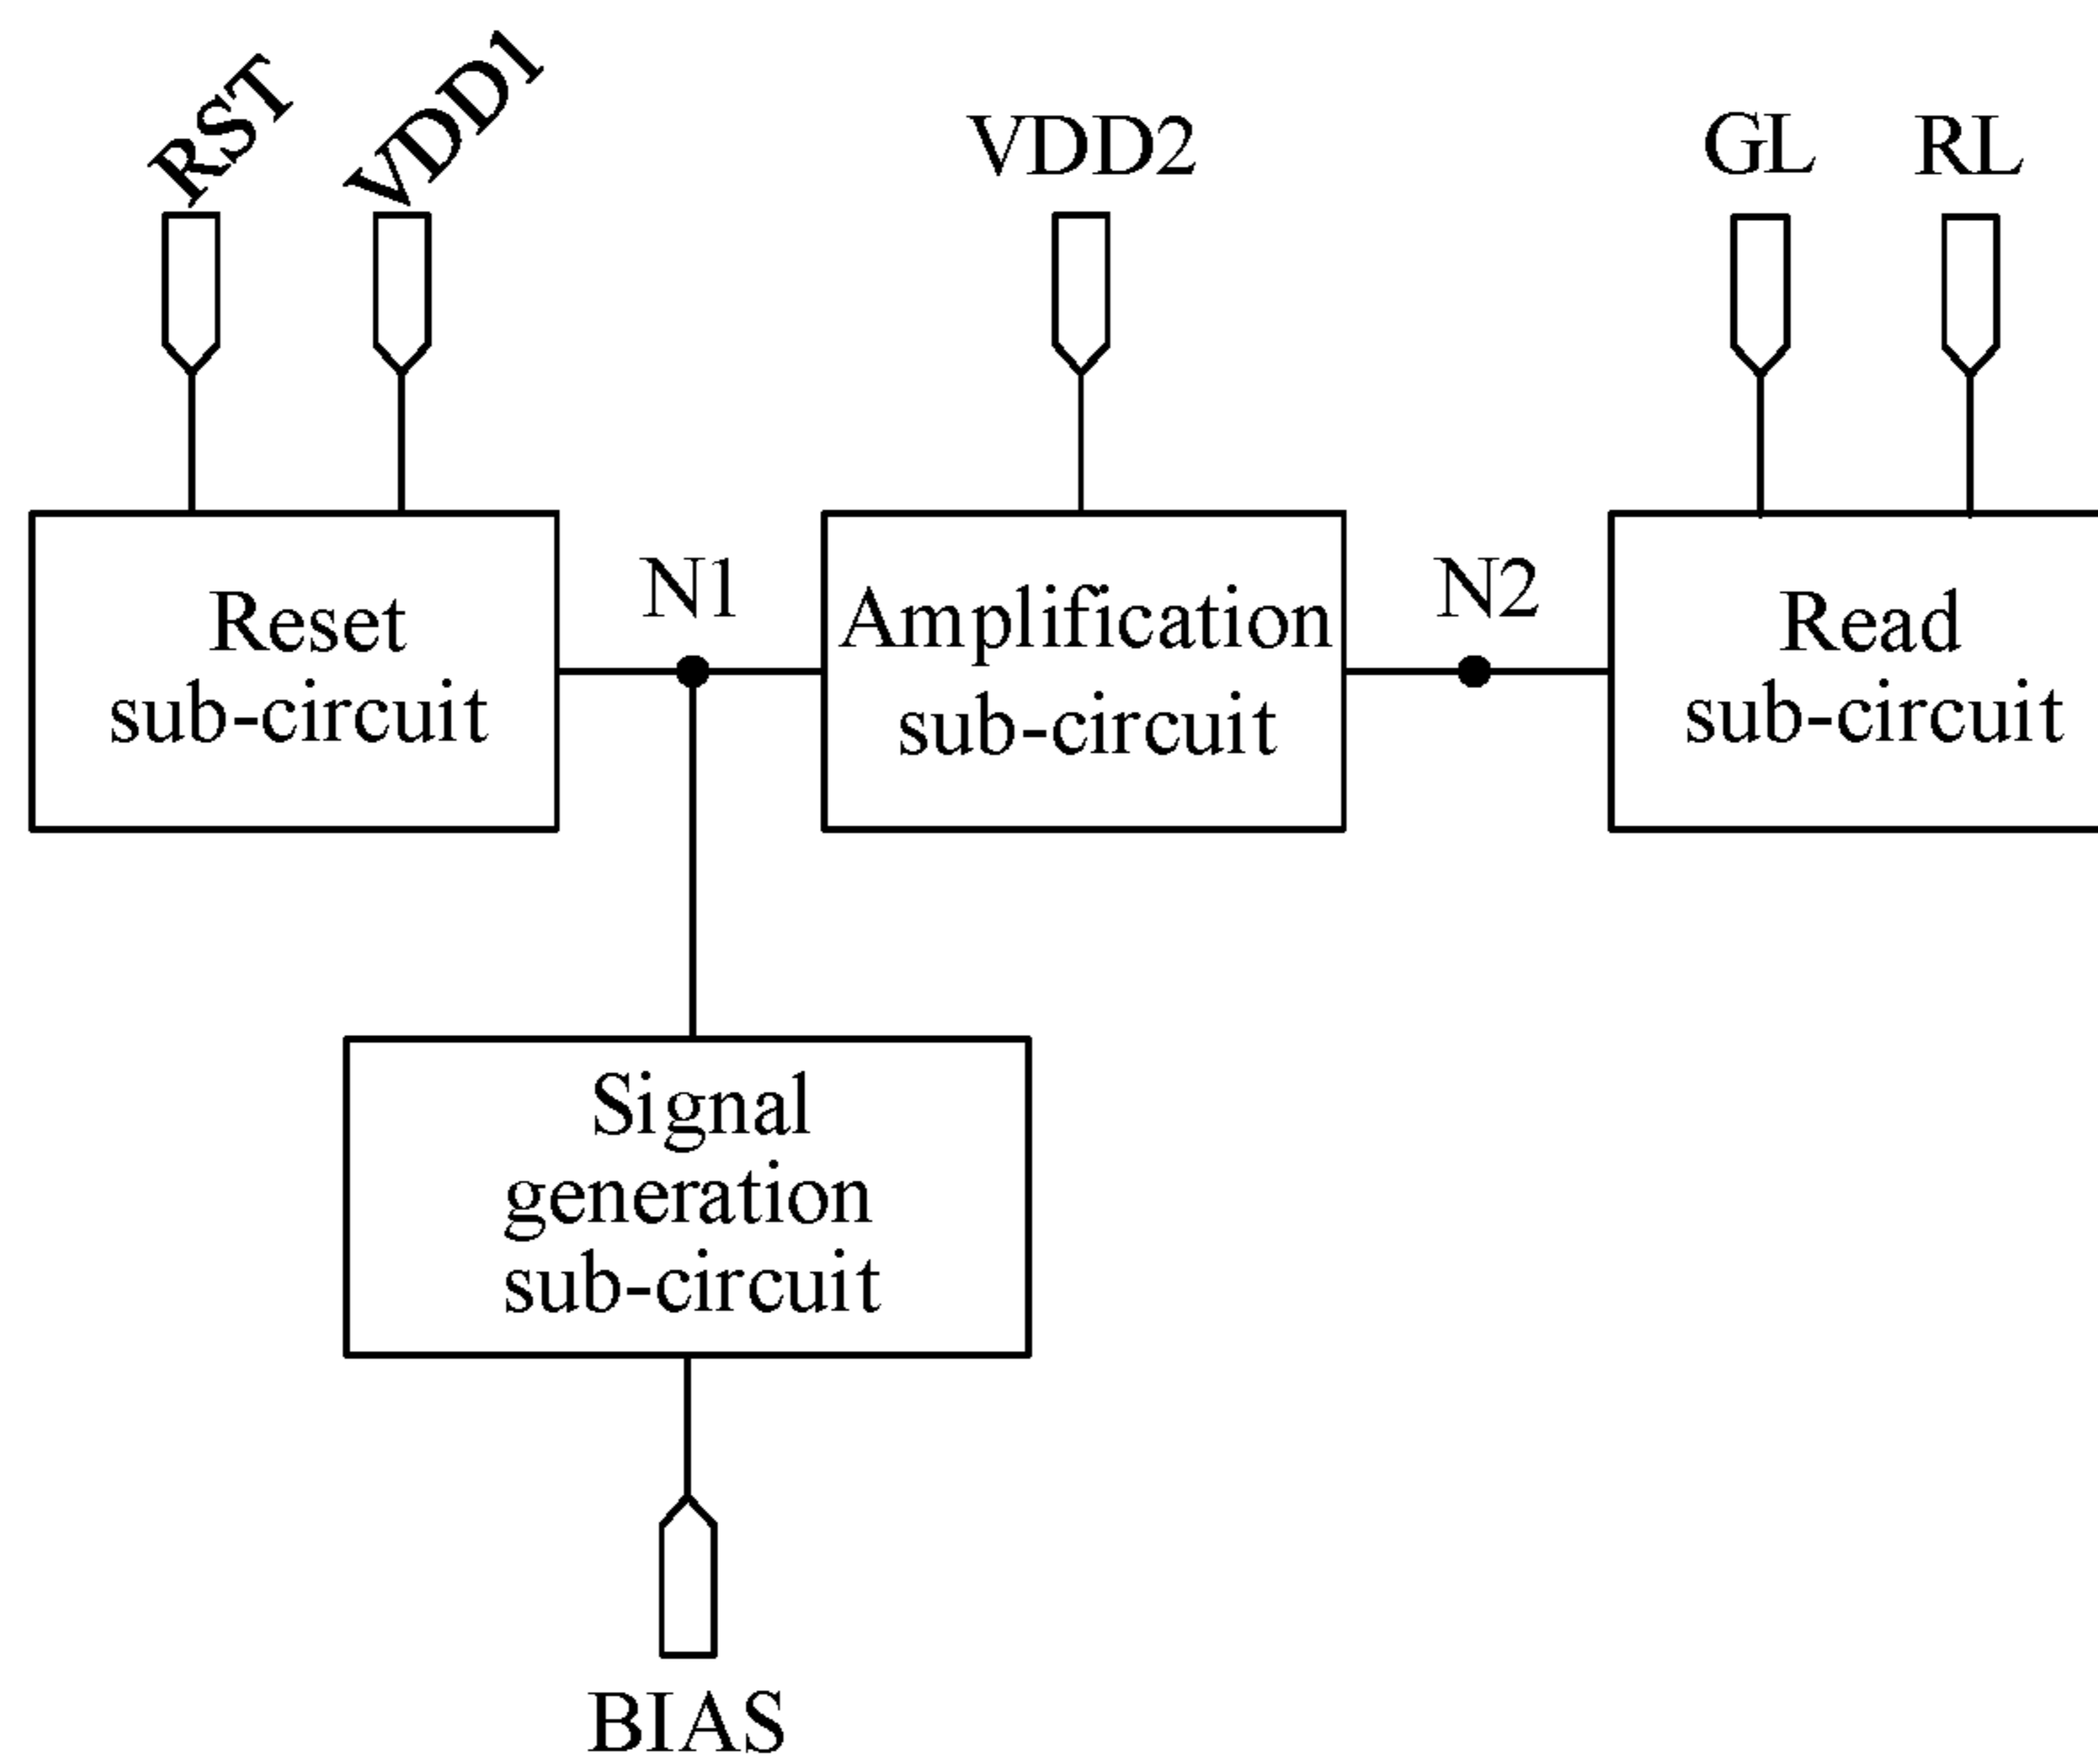 RST
VDD1
VDD2
GL
RL
Reset
sub-circuit
N1
Amplification
sub-circuit
N2
Read
sub-circuit
Signal
generation
sub-circuit
BIAS